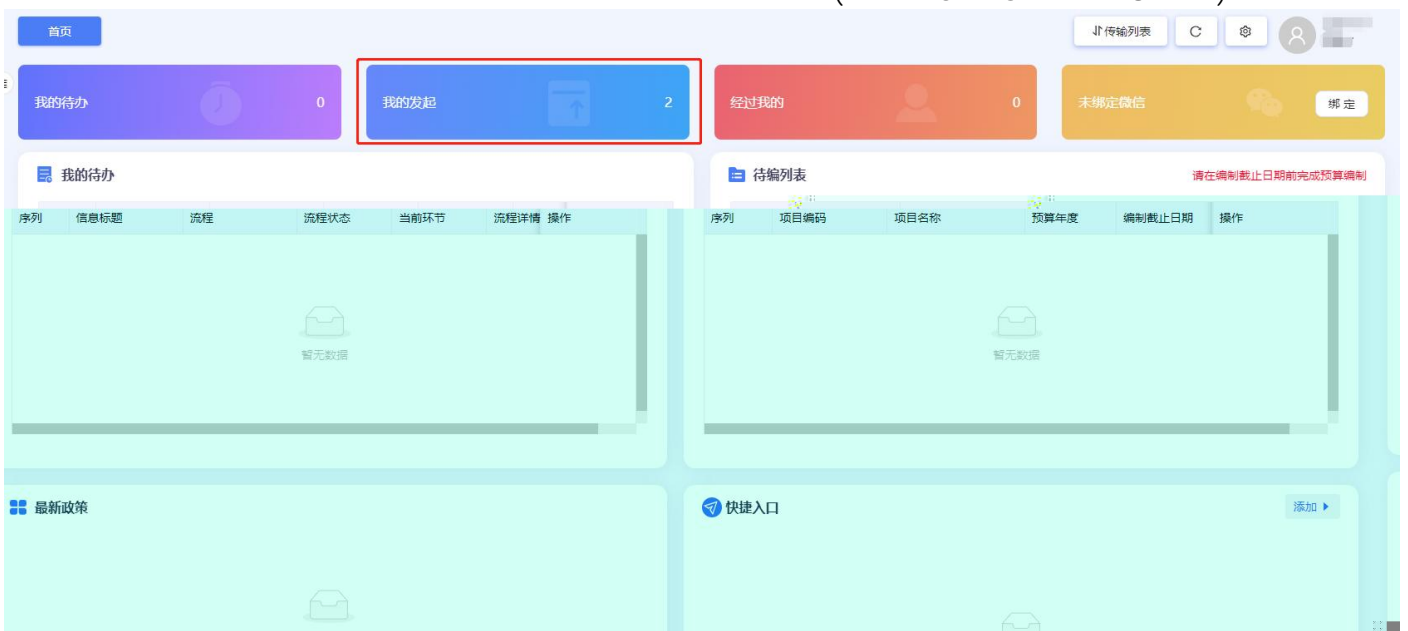 首页 传输列表
我的待办 0 我的发起 2 经过我的 0 未绑定微信 绑定
我的待办 待编列表 请在编制截止日期前完成预算编制
序列 信息标题 流程 流程状态 当前环节 流程详情 操作 序列 项目编码 项目名称 预算年度 编制截止日期 操作
暂无数据 暂无数据
最新政策 快捷入口 添加